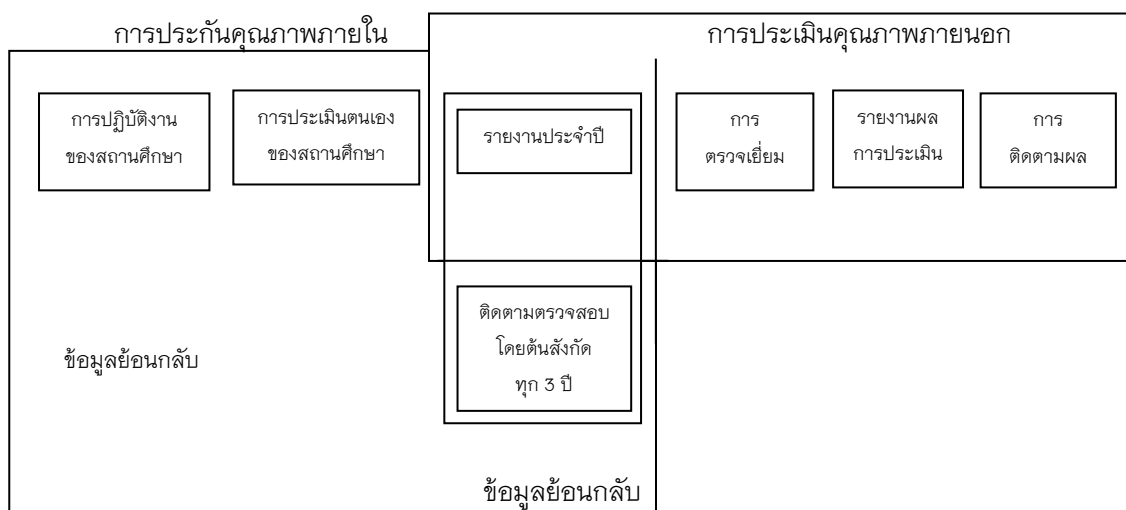 การประกันคุณภาพภายใน
การประเมินคุณภาพภายนอก
การปฏิบัติงาน
ของสถานศึกษา
การประเมินตนเอง
ของสถานศึกษา
รายงานประจำปี
การ
ตรวจเยี่ยม
รายงานผล
การประเมิน
การ
ติดตามผล
ติดตามตรวจสอบ
โดยต้นสังกัด
ทุก 3 ปี
ข้อมูลย้อนกลับ
ข้อมูลย้อนกลับ